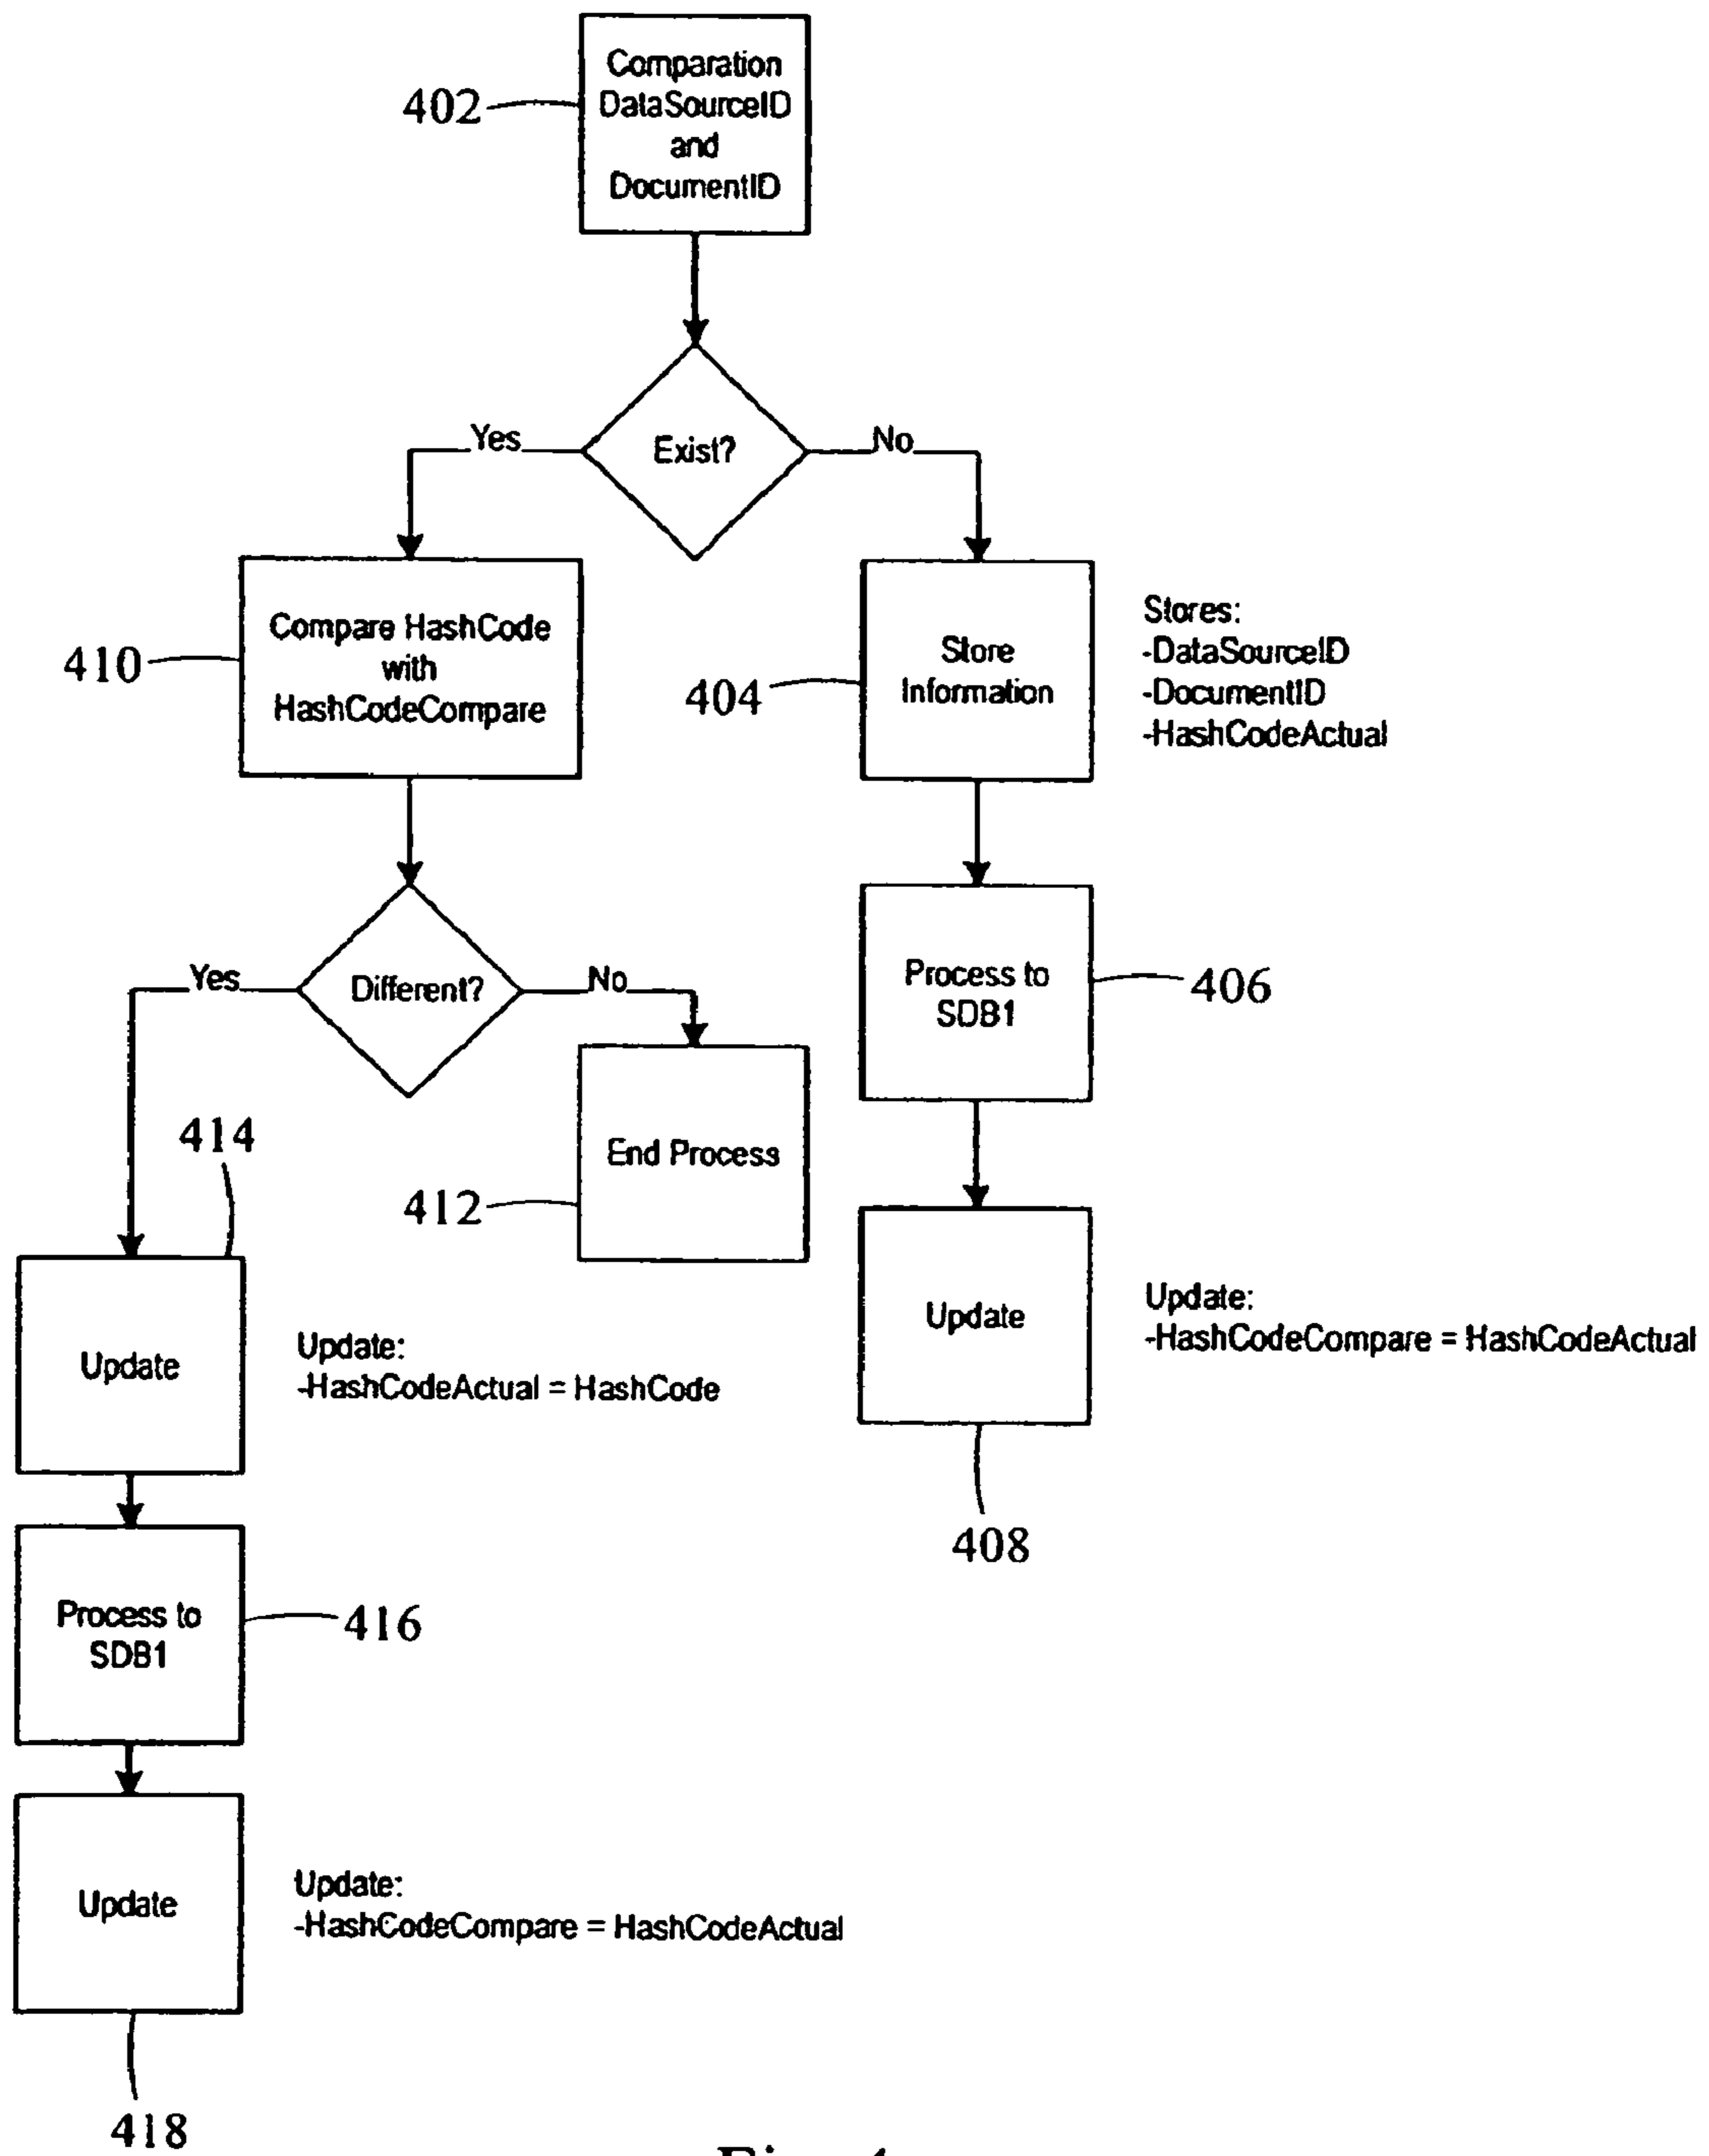 Comparation
DataSourceID
and
DocumentID
402
Exist?
Yes
No
Compare HashCode
with
HashCodeCompare
410
Store
Information
404
Stores:
-DataSourceID
-DocumentID
-HashCodeActual
Different?
Yes
No
Process to
SDB1
406
End Process
412
414
Update
Update:
-HashCodeActual = HashCode
Update
Update:
-HashCodeCompare = HashCodeActual
408
Process to
SDB1
416
Update
Update:
-HashCodeCompare = HashCodeActual
418